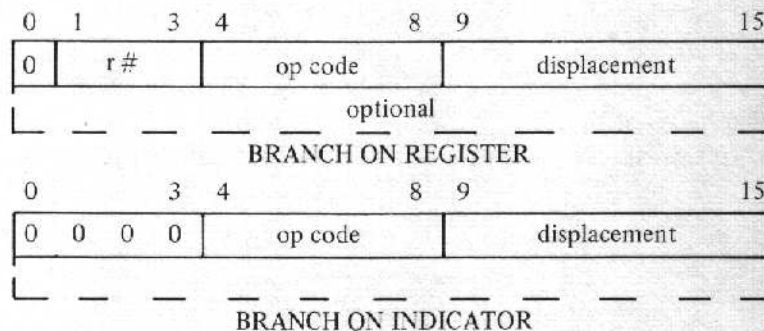 0 1 3 4 8 9 15
0 r# op code displacement
optional
BRANCH ON REGISTER
0 3 4 8 9 15
0 0 0 0 op code displacement
BRANCH ON INDICATOR